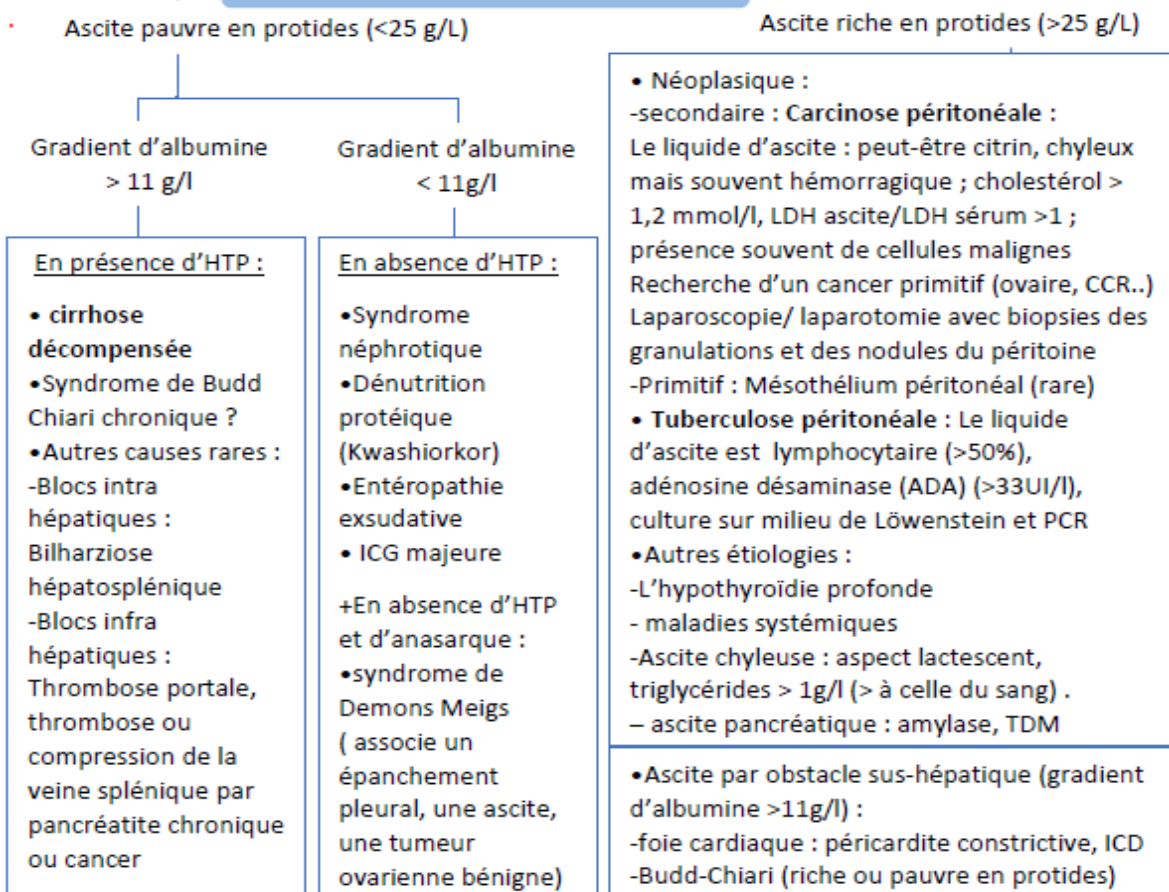 Ascite pauvre en protides (<25 g/L)
Ascite riche en protides (>25 g/L)
Gradient d'albumine
> 11 g/l
Gradient d'albumine
< 11g/l
En présence d'HTP :
• cirrhose
décompensée
•Syndrome de Budd
Chiari chronique ?
•Autres causes rares :
-Blocs intra
hépatiques :
Bilharziose
hépatosplénique
-Blocs infra
hépatiques :
Thrombose portale,
thrombose ou
compression de la
veine splénique par
pancréatite chronique
ou cancer
En absence d'HTP :
•Syndrome
néphrotique
•Dénutrition
protéique
(Kwashiorkor)
•Entéropathie
exsudative
• ICG majeure
+En absence d'HTP
et d'anasarque :
•syndrome de
Demons Meigs
( associe un
épanchement
pleural, une ascite,
une tumeur
ovarienne bénigne)
• Néoplasique :
-secondaire : Carcinose péritonéale :
Le liquide d'ascite : peut-être citrin, chyleux
mais souvent hémorragique ; cholestérol >
1,2 mmol/l, LDH ascite/LDH sérum >1 ;
présence souvent de cellules malignes
Recherche d'un cancer primitif (ovaire, CCR..)
Laparoscopie/ laparotomie avec biopsies des
granulations et des nodules du péritoine
-Primitif : Mésothélium péritonéal (rare)
• Tuberculose péritonéale : Le liquide
d'ascite est lymphocytaire (>50%),
adénosine désaminase (ADA) (>33UI/l),
culture sur milieu de Löwenstein et PCR
•Autres étiologies :
-L'hypothyroïdie profonde
- maladies systémiques
-Ascite chyleuse : aspect lactescent,
triglycérides > 1g/l (> à celle du sang) .
– ascite pancréatique : amylase, TDM
•Ascite par obstacle sus-hépatique (gradient
d'albumine >11g/l) :
-foie cardiaque : péricardite constrictive, ICD
-Budd-Chiari (riche ou pauvre en protides)